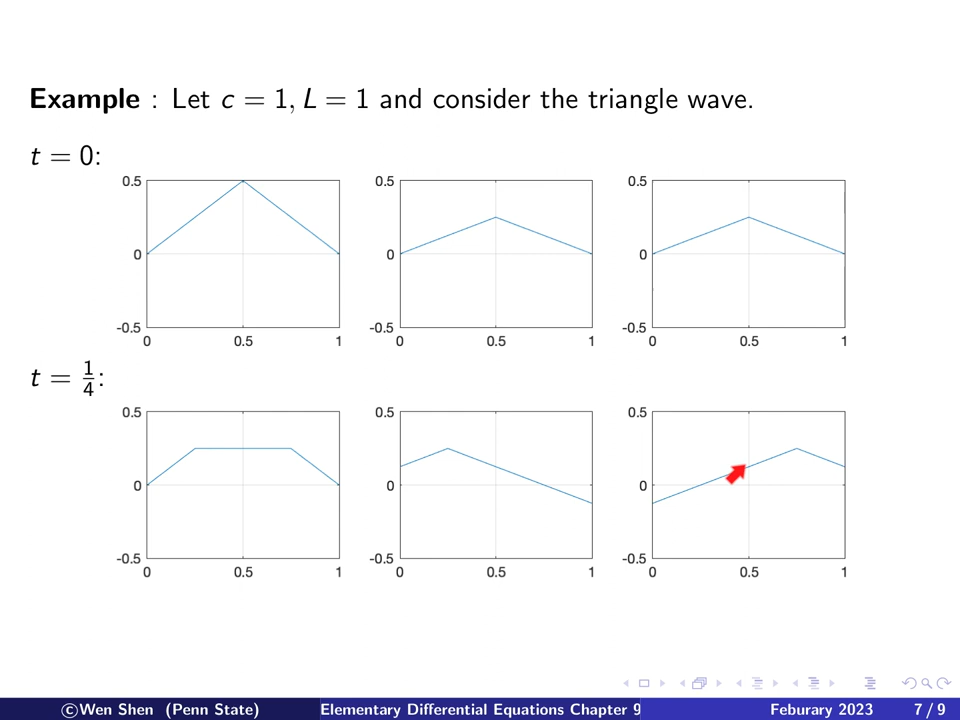 Example : Let c = 1, L = 1 and consider the triangle wave.
t = 0:
0.5 0.5 0.5
0 0 0
-0.5 -0.5 -0.5
0 0.5 1 0 0.5 1 0 0.5 1
t = 1/4:
0.5 0.5 0.5
0 0 0
-0.5 -0.5 -0.5
0 0.5 1 0 0.5 1 0 0.5 1
©Wen Shen (Penn State) Elementary Differential Equations Chapter 9 Feburary 2023 7 / 9